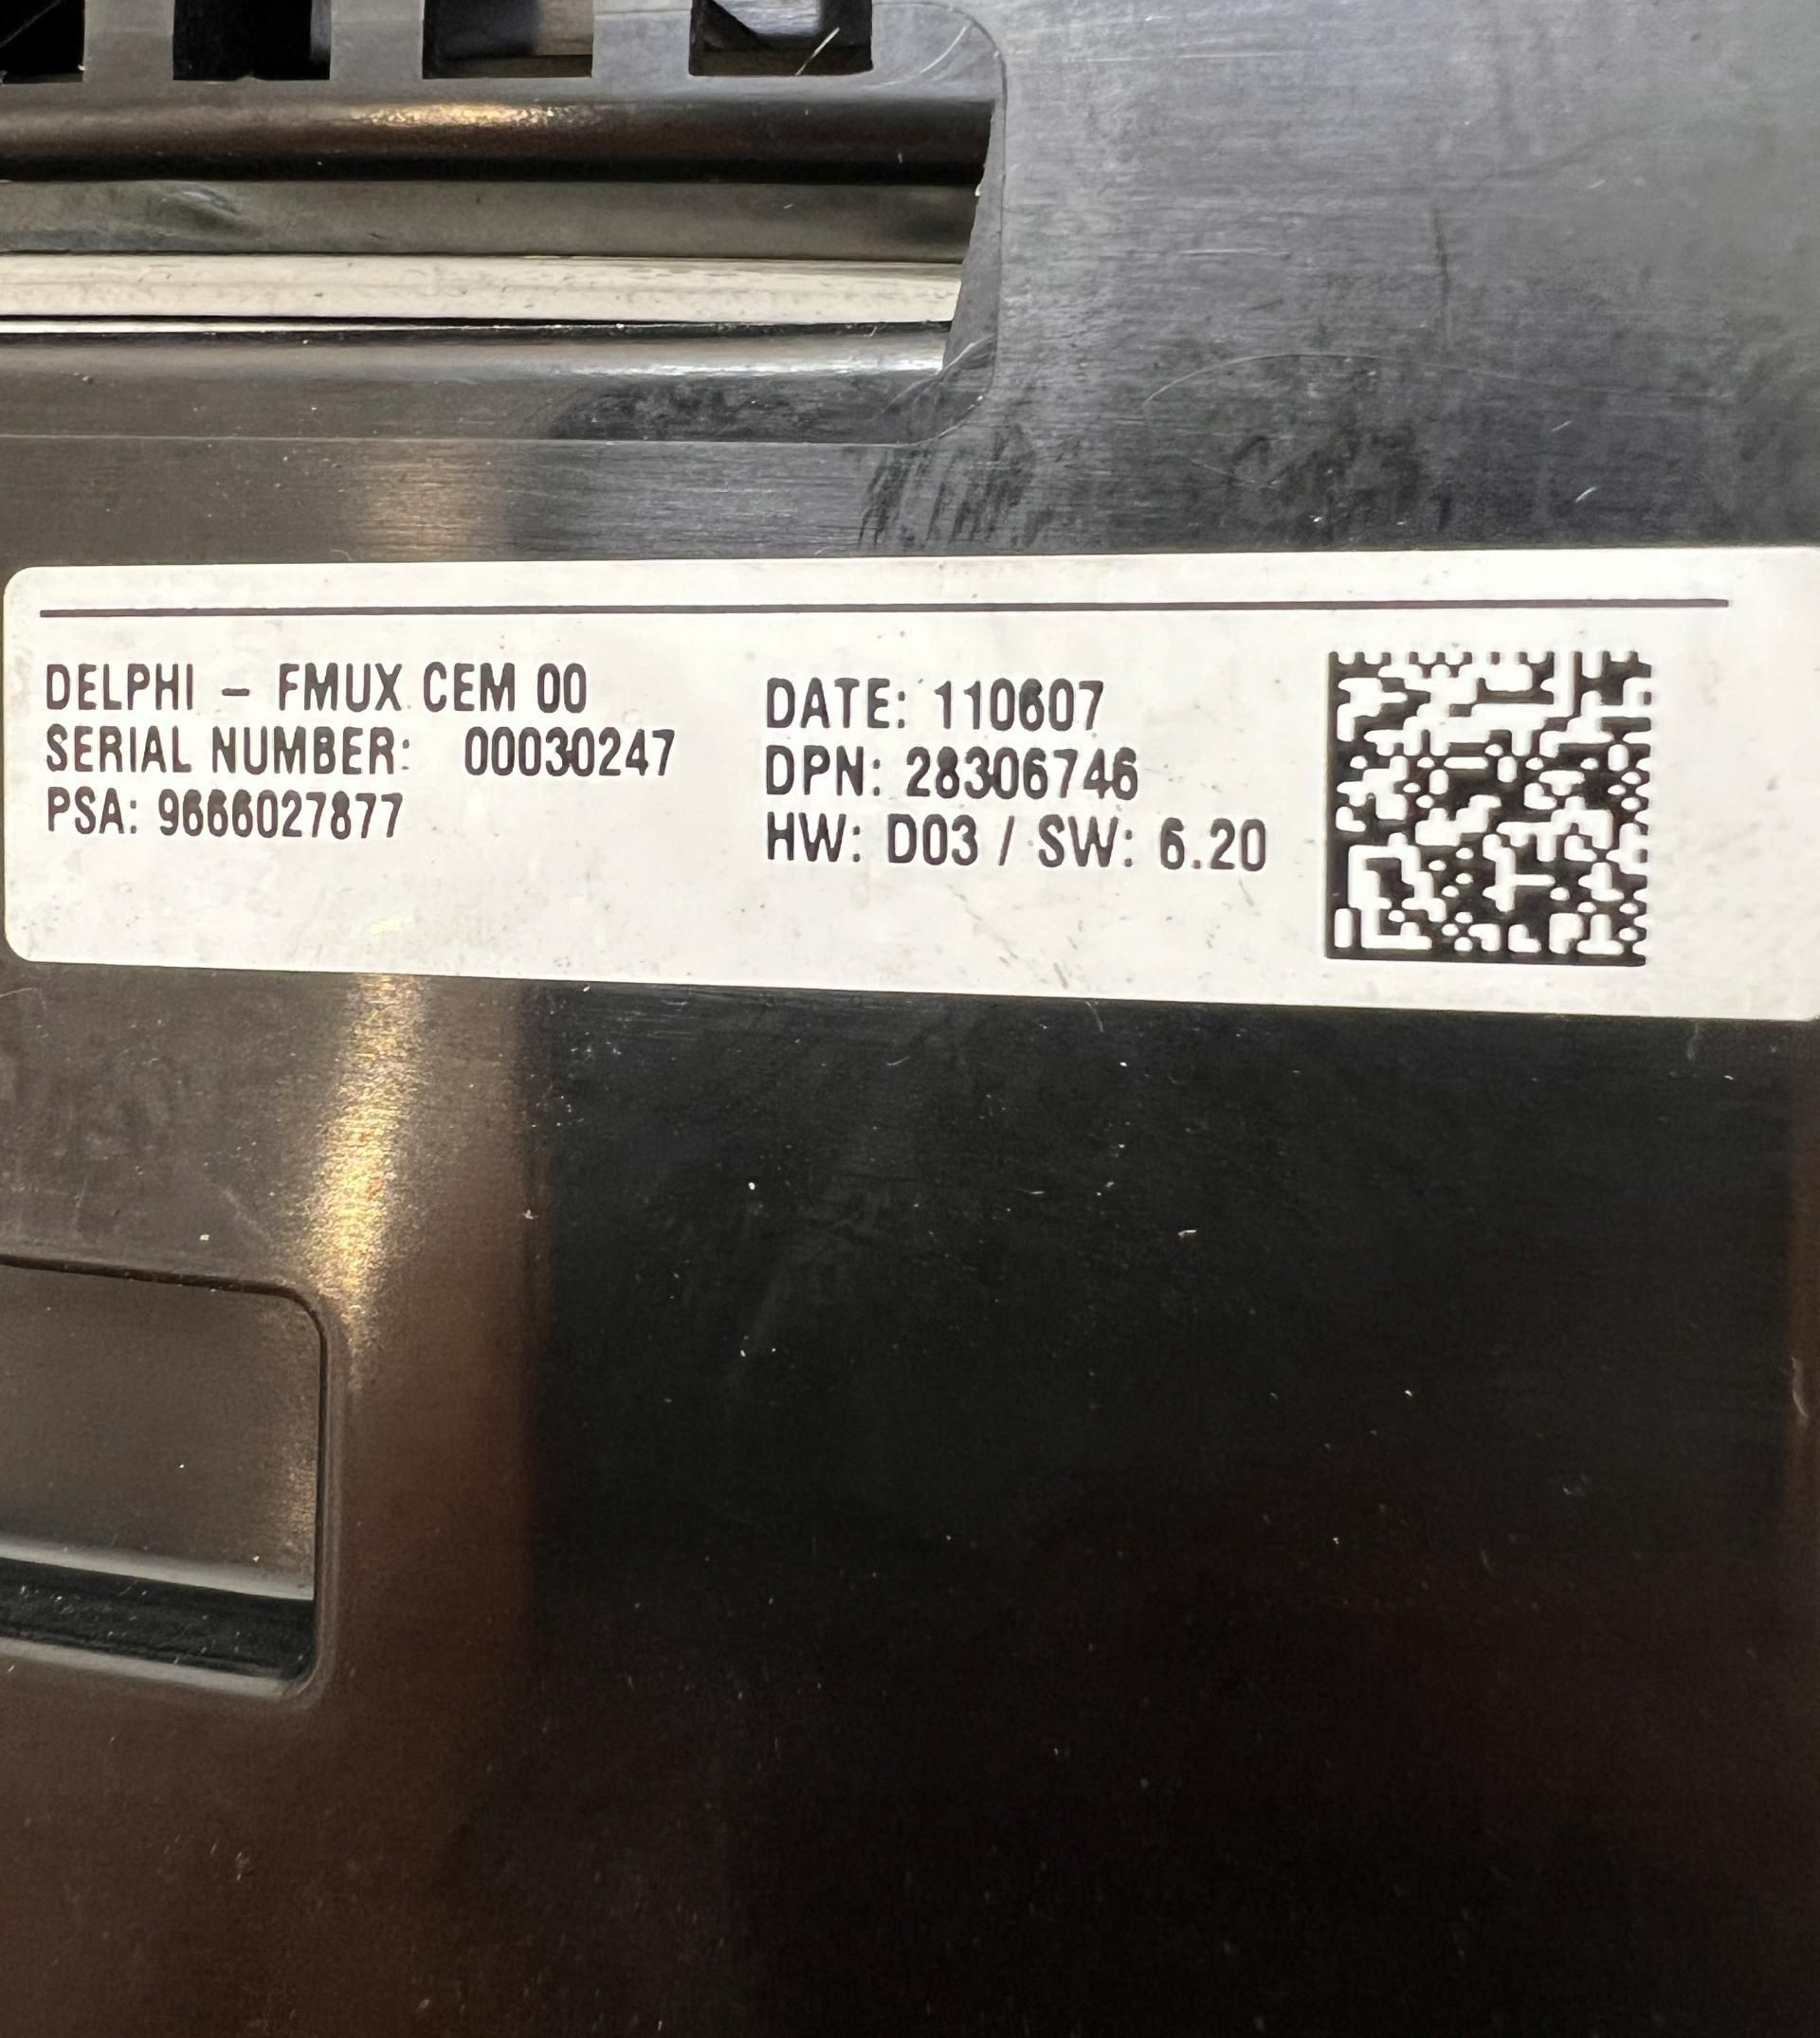 DELPHI - FMUX CEM 00
SERIAL NUMBER: 00030247
PSA: 9666027877
DATE: 110607
DPN: 28306746
HW: D03 / SW: 6.20